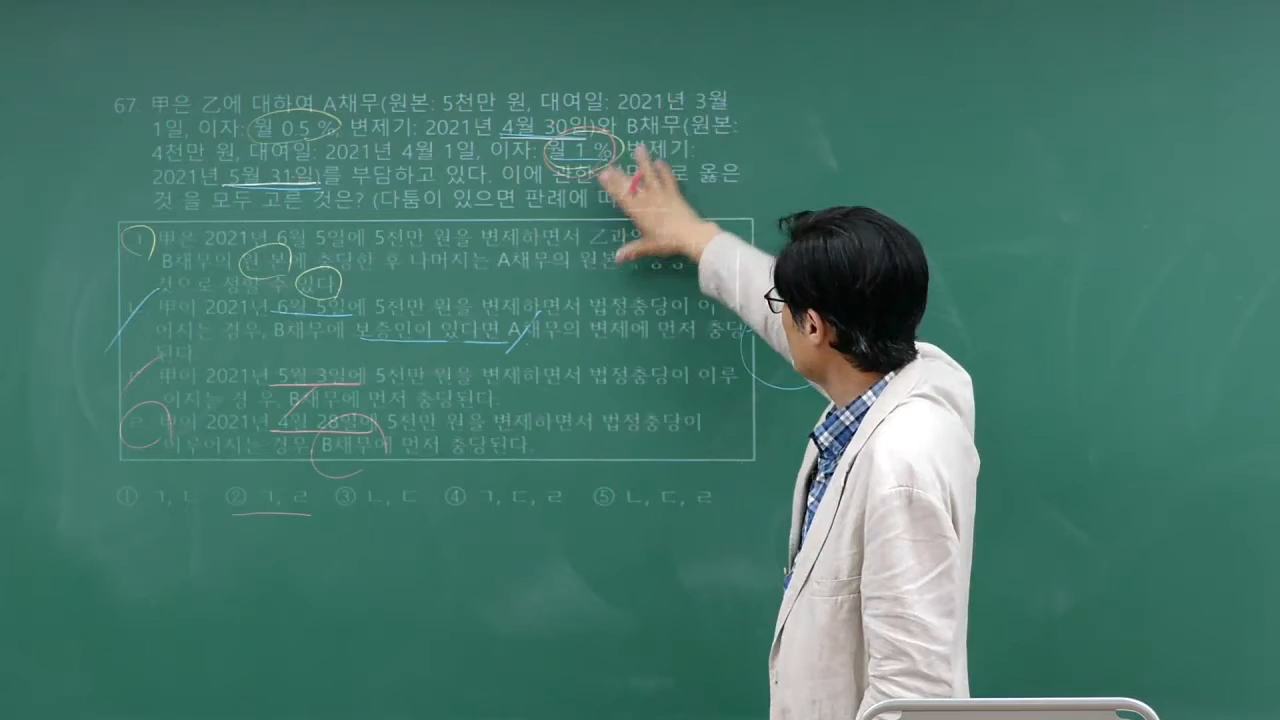 67. 甲은 乙에 대하여 A채무(원본: 5천만 원, 대여일: 2021년 3월
1일, 이자: 월 0.5 %, 변제기: 2021년 4월 30일)와 B채무(원본:
4천만 원, 대여일: 2021년 4월 1일, 이자: 월 1 %, 변제기:
2021년 5월 31일)를 부담하고 있다. 이에 관한 옳은
것 을 모두 고른 것은? (다툼이 있으면 판례에
甲은 2021년 6월 5일에 5천만 원을 변제하면서
B채무의 원 본에 충당한 후 나머지는 A채무의 원본
것으로 정할 수 있다.
甲이 2021년 6월 5일에 5천만 원을 변제하면서 법정충당이 이
어지는 경우, B채무에 보증인이 있다면 A채무의 변제에 먼저 충당
된다.
甲이 2021년 5월 3일에 5천만 원을 변제하면서 법정충당이 이루
어지는 경 우, B채무에 먼저 충당된다.
ㄹ 甲이 2021년 4월 28일에 5천만 원을 변제하면서 법정충당이
이루어지는 경우, B채무에 먼저 충당된다.
① ㄱ, ㄴ ② ㄱ, ㄹ ③ ㄴ, ㄷ ④ ㄱ, ㄷ, ㄹ ⑤ ㄴ, ㄷ, ㄹ